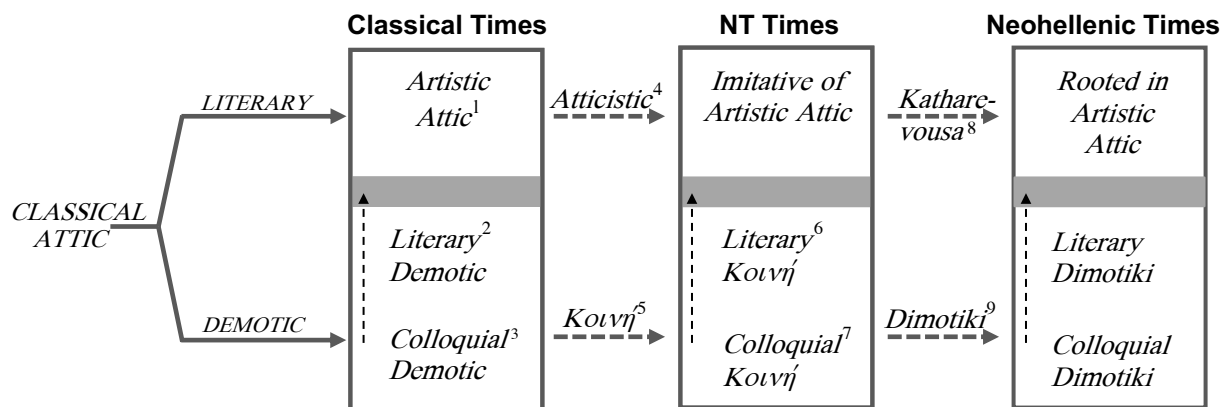 Classical Times
NT Times
Neohellenic Times
CLASSICAL
ATTIC
LITERARY
DEMOTIC
Artistic
Attic¹
Literary²
Demotic
Colloquial³
Demotic
Atticistic⁴
Κοινή⁵
Imitative of
Artistic Attic
Literary⁶
Κοινή
Colloquial⁷
Κοινή
Kathare-
vousa⁸
Dimotiki⁹
Rooted in
Artistic
Attic
Literary
Dimotiki
Colloquial
Dimotiki